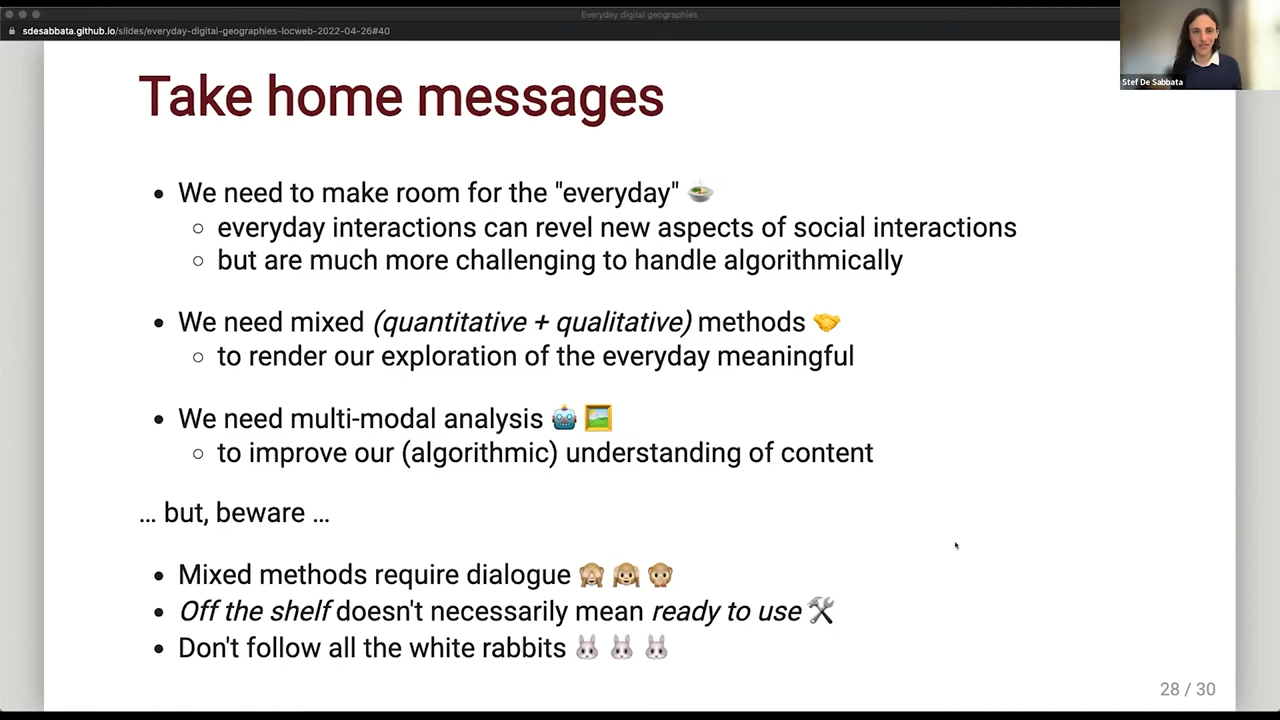 Everyday digital geographies
sdesabbata.github.io/slides/everyday-digital-geographies-locweb-2022-04-26#40
Stef De Sabbata
Take home messages
We need to make room for the "everyday"
everyday interactions can revel new aspects of social interactions
but are much more challenging to handle algorithmically
We need mixed (quantitative + qualitative) methods
to render our exploration of the everyday meaningful
We need multi-modal analysis
to improve our (algorithmic) understanding of content
… but, beware …
Mixed methods require dialogue
Off the shelf doesn't necessarily mean ready to use
Don't follow all the white rabbits
28 / 30